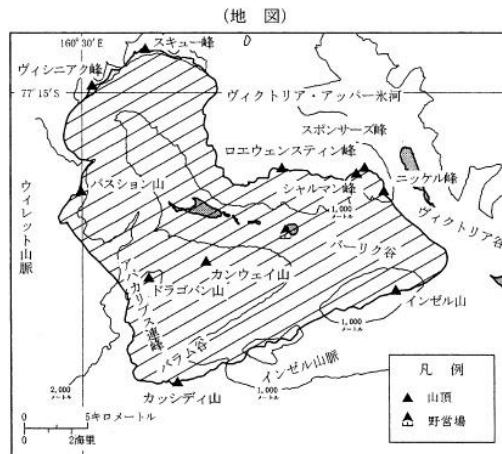 (地 図)
160°30′E
スキュー峰
ヴィシニアク峰
77°15′S
ヴィクトリア・アッパー氷河
スポンサーズ峰
ロエウェンスティン峰
ニッケル峰
パスション山
シャルマン峰
1,000
メートル
ヴィクトリア谷
ウィレット山脈
バーリク谷
カンウェイ山
アパカリプス連峰
ドラゴバン山
インゼル山
1,000
メートル
バラム谷
インゼル山脈
2,000
メートル
カッシディ山
1,000
メートル
凡 例
山頂
野営場
0 5キロメートル
0 2海里